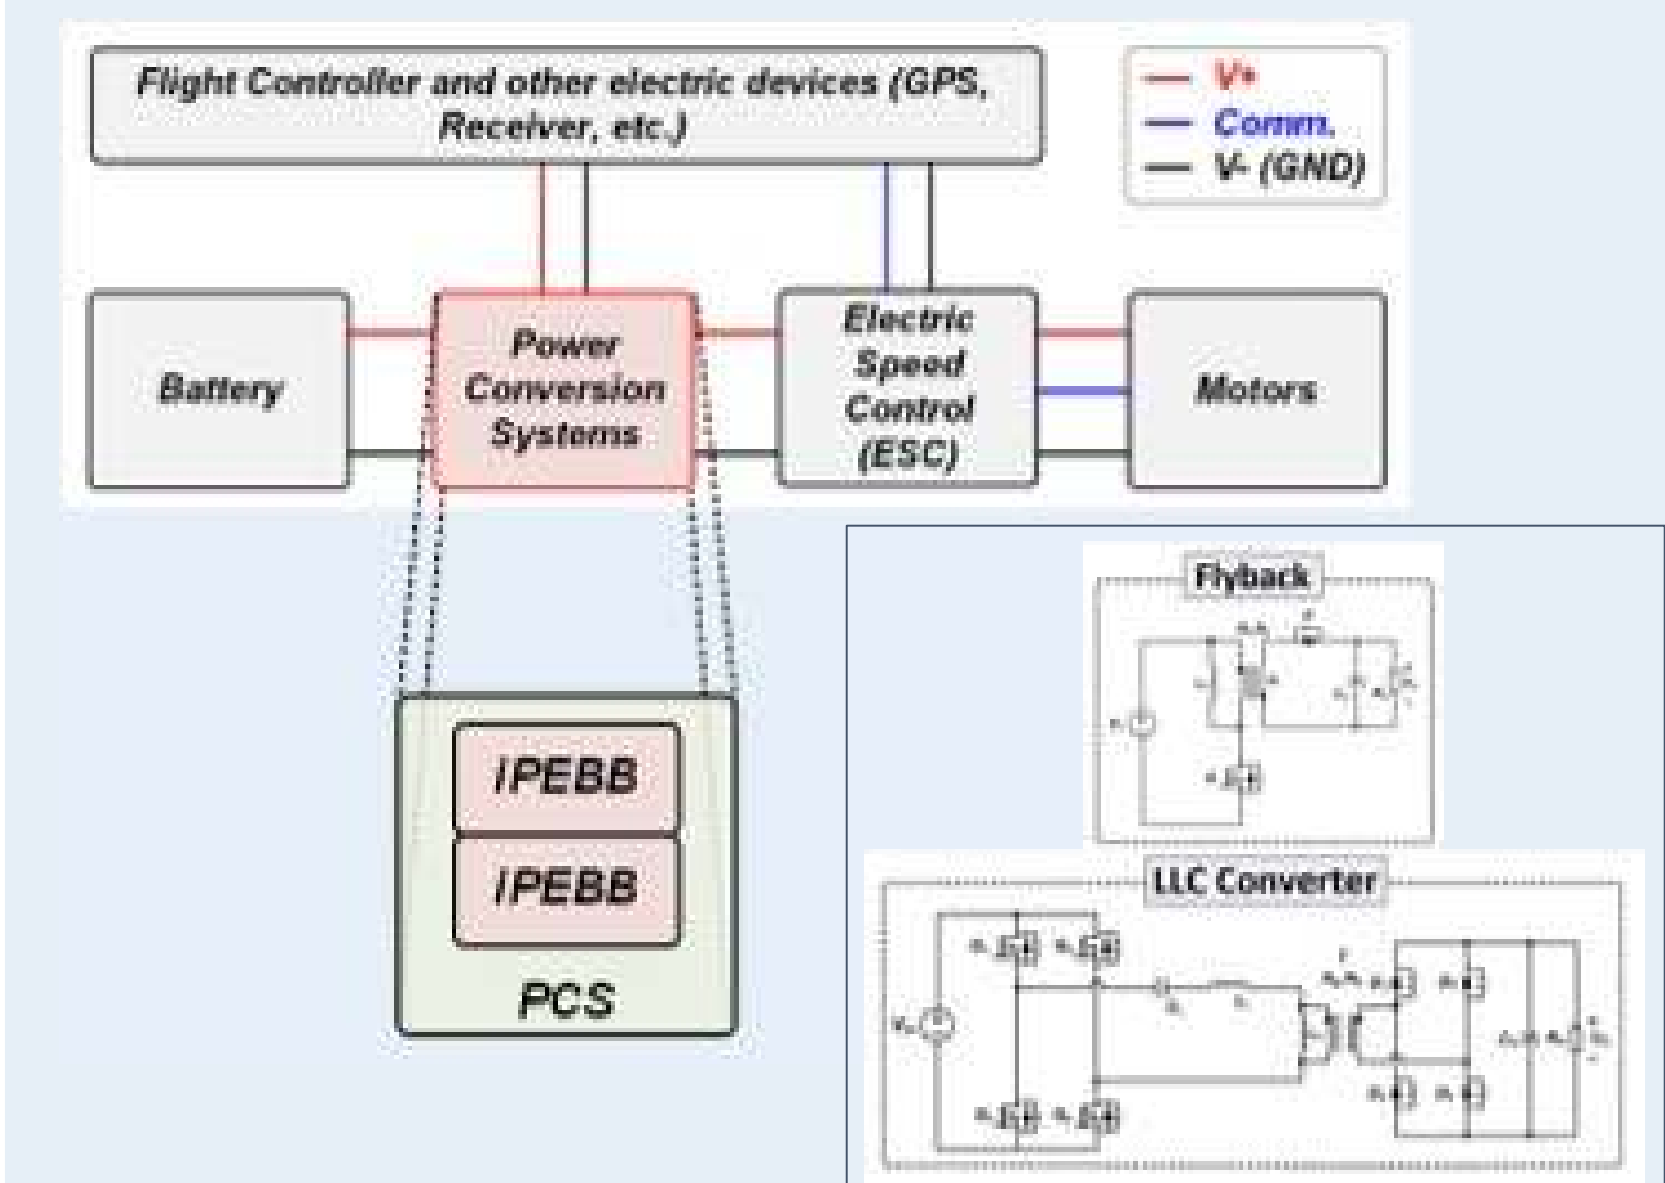 Flight Controller and other electric devices (GPS,
Receiver, etc.)
V+
Comm.
V- (GND)
Battery
Power
Conversion
Systems
Electric
Speed
Control
(ESC)
Motors
IPEBB
IPEBB
PCS
Flyback
LLC Converter